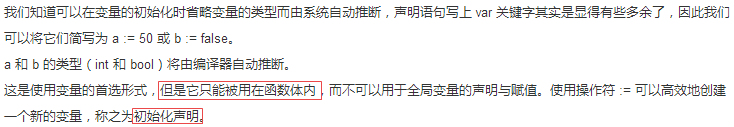 我们知道可以在变量的初始化时省略变量的类型而由系统自动推断，声明语句写上 var 关键字其实是显得有些多余了，因此我们
可以将它们简写为 a := 50 或 b := false。
a 和 b 的类型（int 和 bool）将由编译器自动推断。
这是使用变量的首选形式，但是它只能被用在函数体内，而不可以用于全局变量的声明与赋值。使用操作符 := 可以高效地创建
一个新的变量，称之为初始化声明。